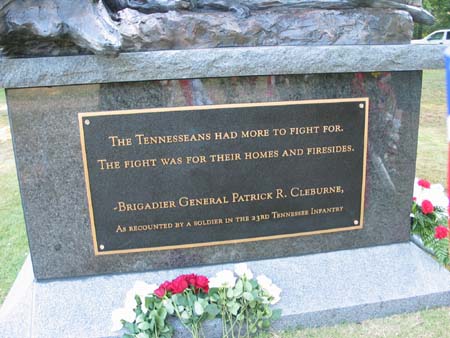 The Tennesseans had more to fight for.
The fight was for their homes and firesides.
-Brigadier General Patrick R. Cleburne,
As recounted by a soldier in the 23rd Tennessee Infantry